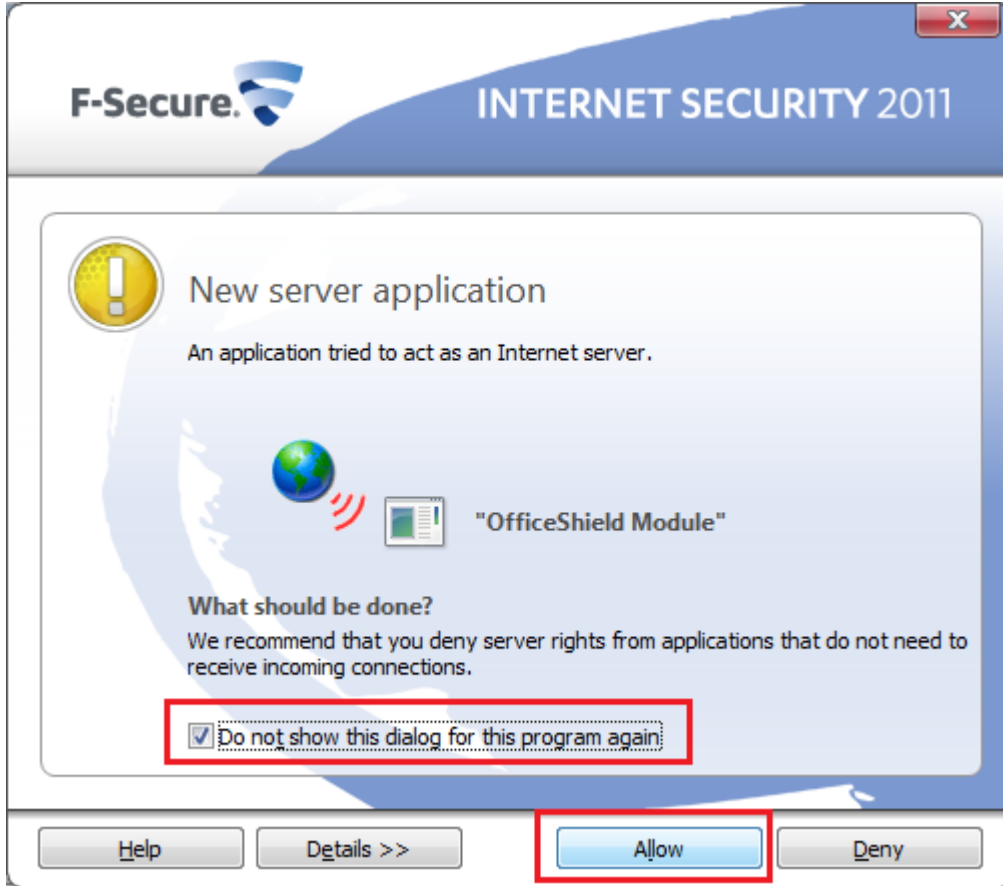 F-Secure.
INTERNET SECURITY 2011
New server application
An application tried to act as an Internet server.
"OfficeShield Module"
What should be done?
We recommend that you deny server rights from applications that do not need to
receive incoming connections.
Do not show this dialog for this program again
Help
Details >>
Allow
Deny